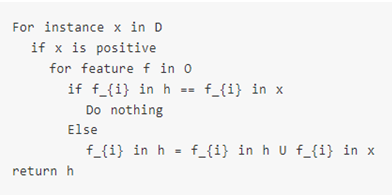 For instance x in D
if x is positive
for feature f in O
if f_{i} in h == f_{i} in x
Do nothing
Else
f_{i} in h = f_{i} in h U f_{i} in x
return h